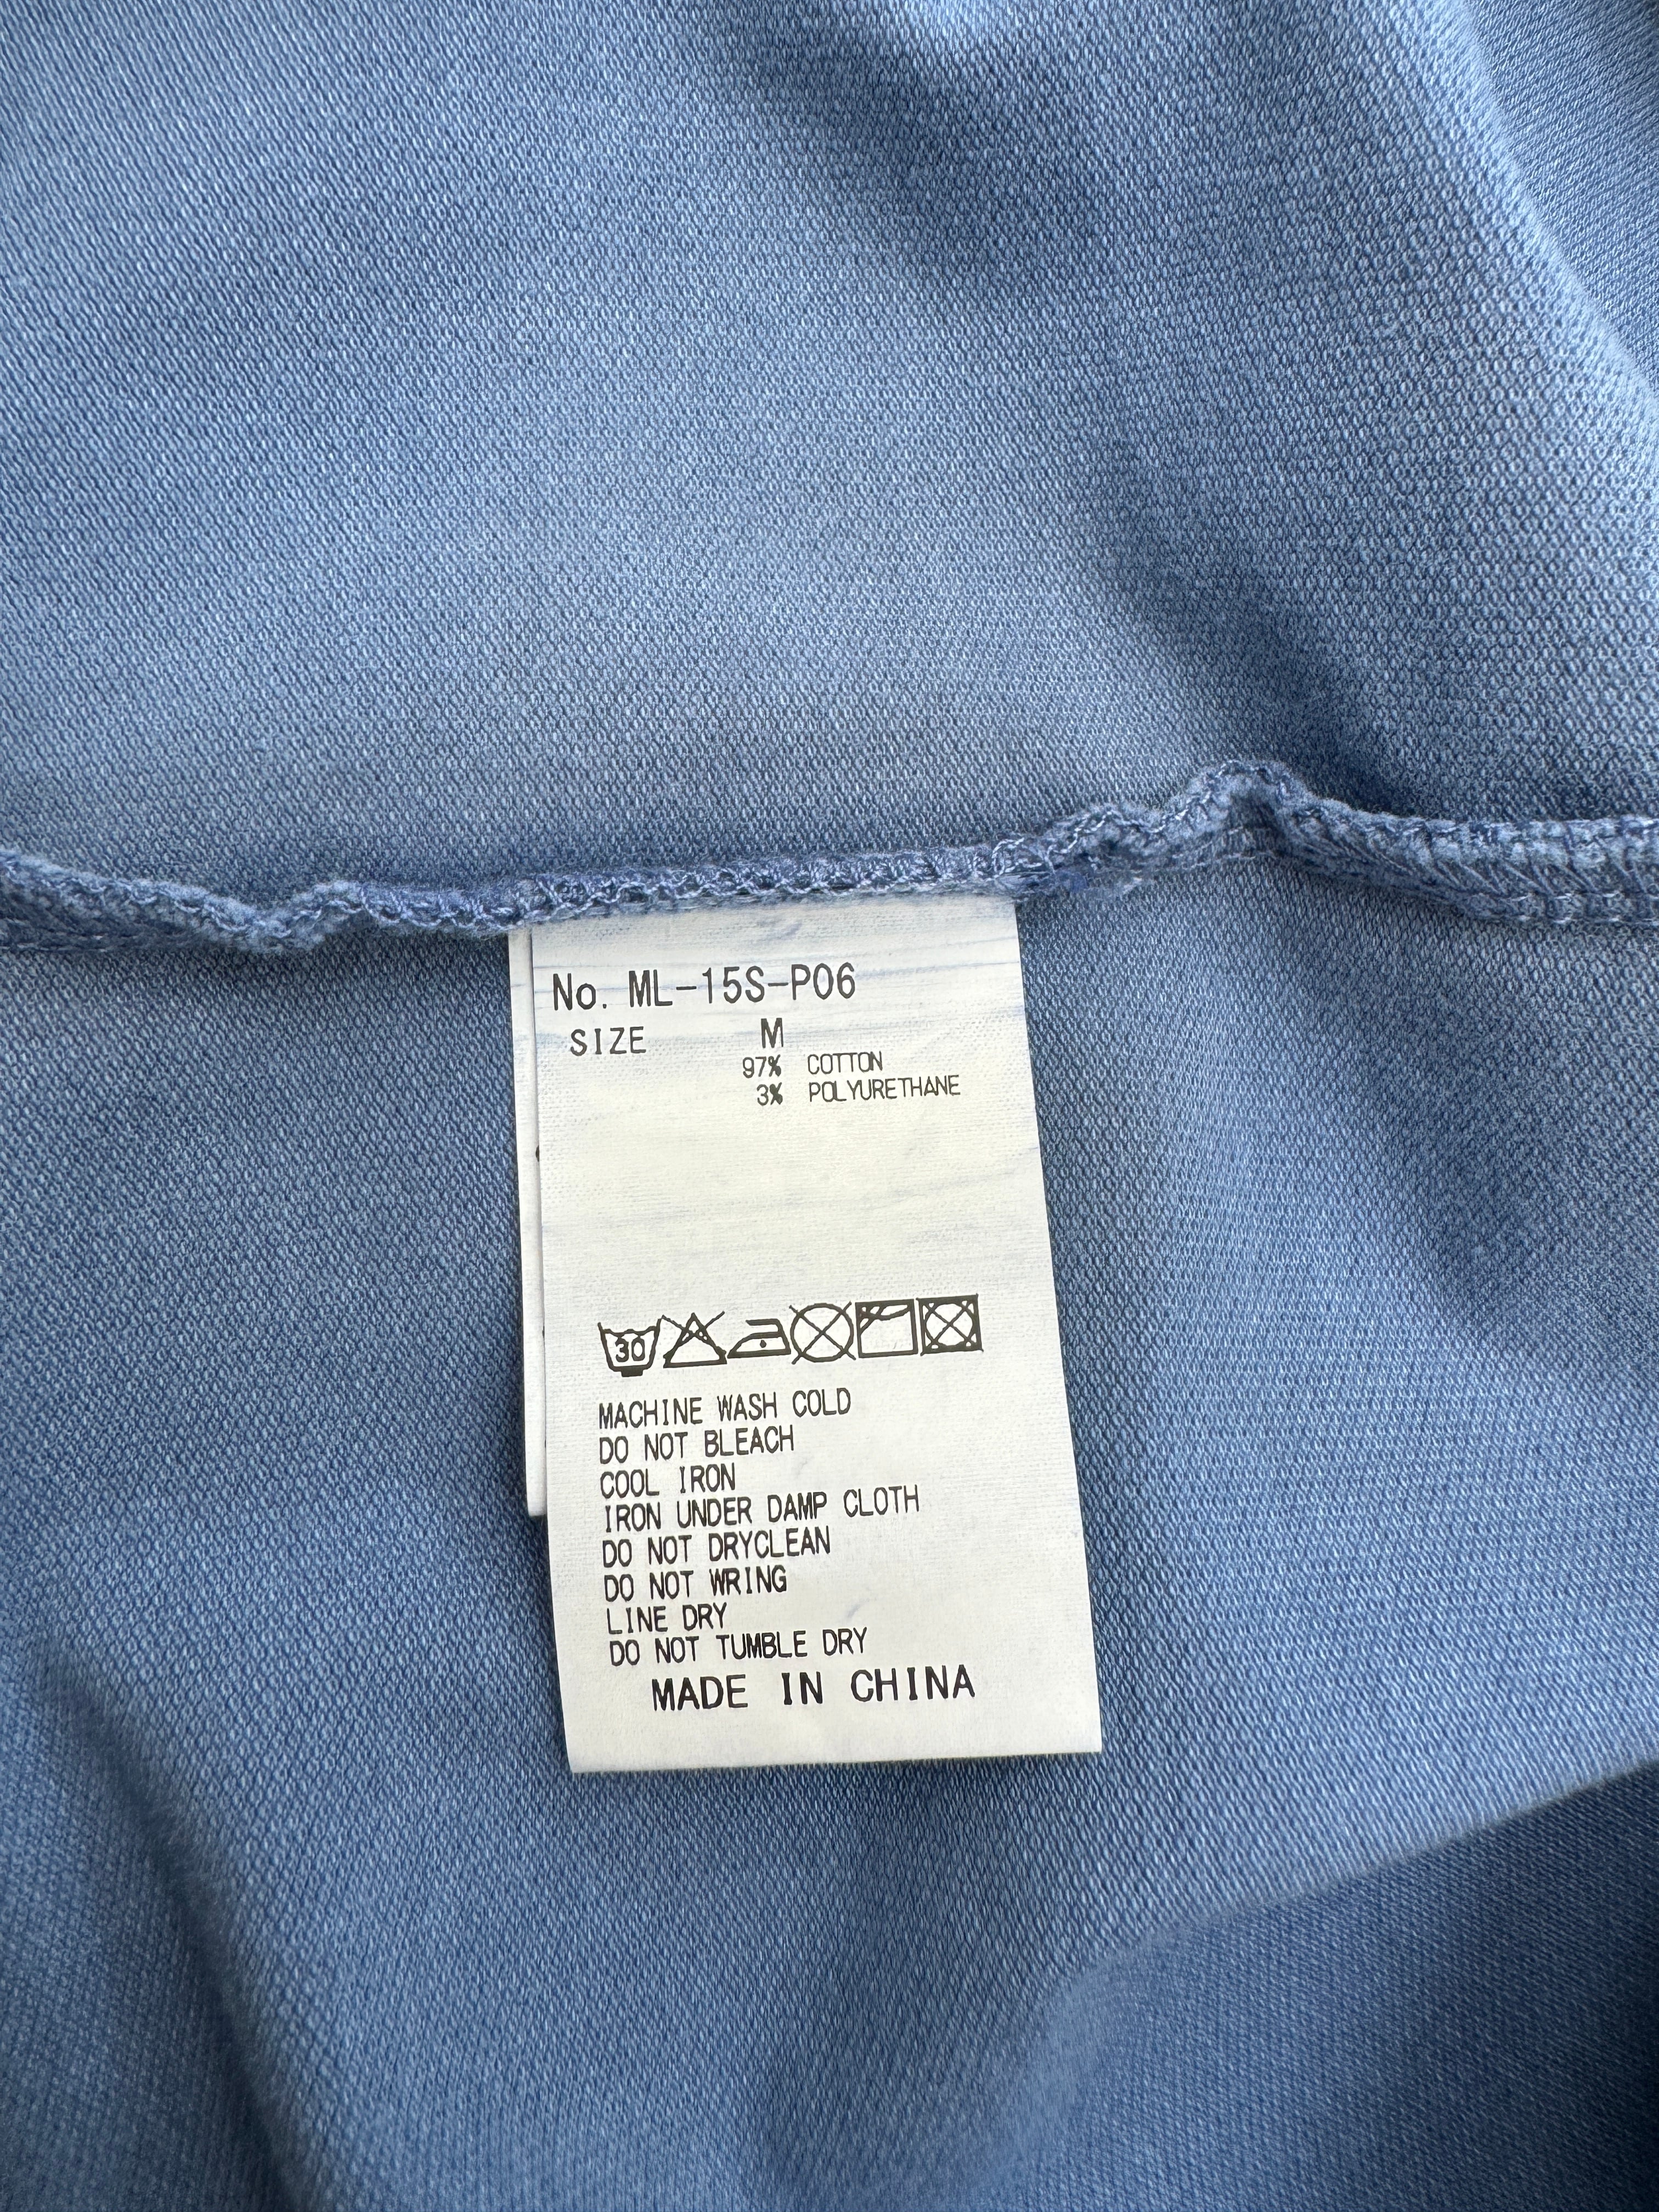 No. ML-15S-P06
SIZE M
97% COTTON
3% POLYURETHANE
30
MACHINE WASH COLD
DO NOT BLEACH
COOL IRON
IRON UNDER DAMP CLOTH
DO NOT DRYCLEAN
DO NOT WRING
LINE DRY
DO NOT TUMBLE DRY
MADE IN CHINA